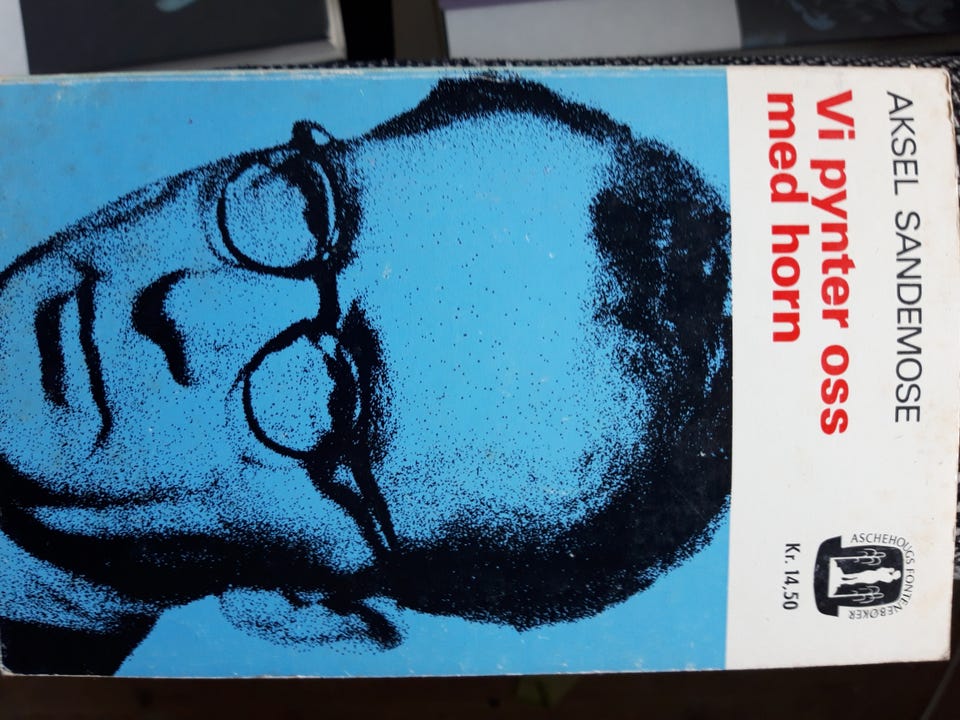 AKSEL SANDEMOSE
Vi pynter oss
med horn
ASCHEHOUGS FONTENEBØKER
Kr. 14,50